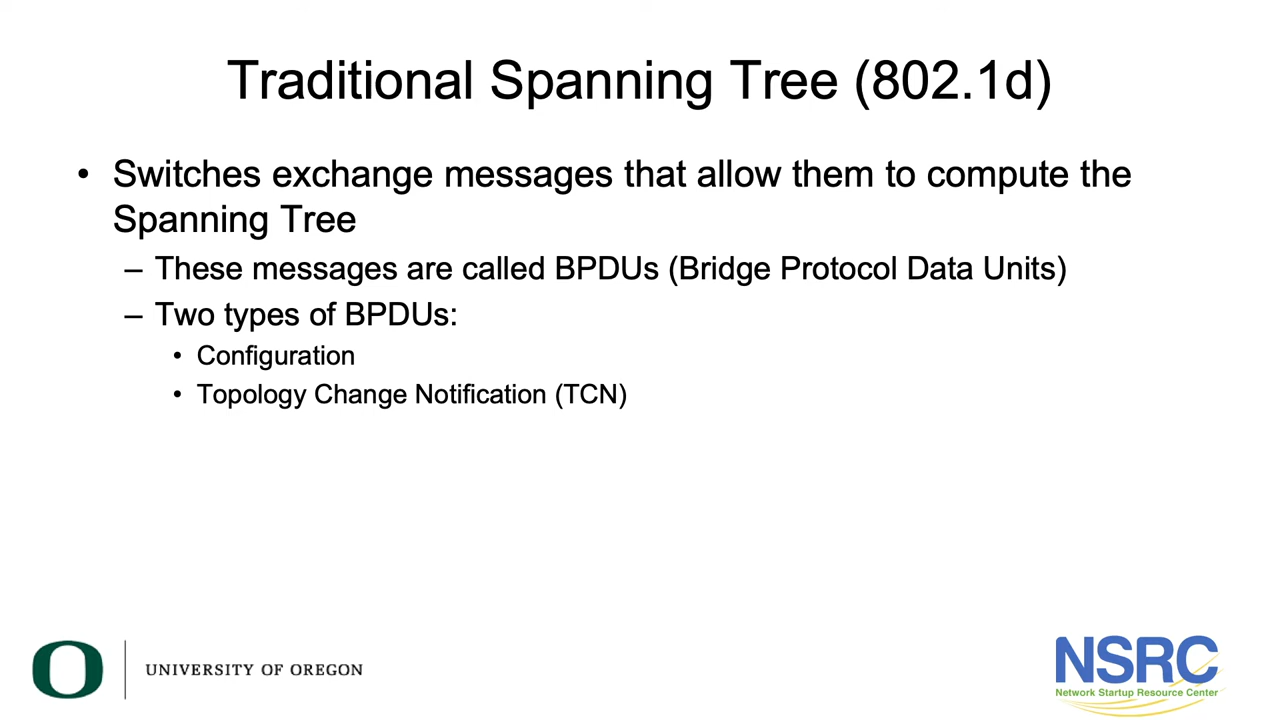 Traditional Spanning Tree (802.1d)
• Switches exchange messages that allow them to compute the
Spanning Tree
– These messages are called BPDUs (Bridge Protocol Data Units)
– Two types of BPDUs:
• Configuration
• Topology Change Notification (TCN)
O UNIVERSITY OF OREGON
NSRC
Network Startup Resource Center